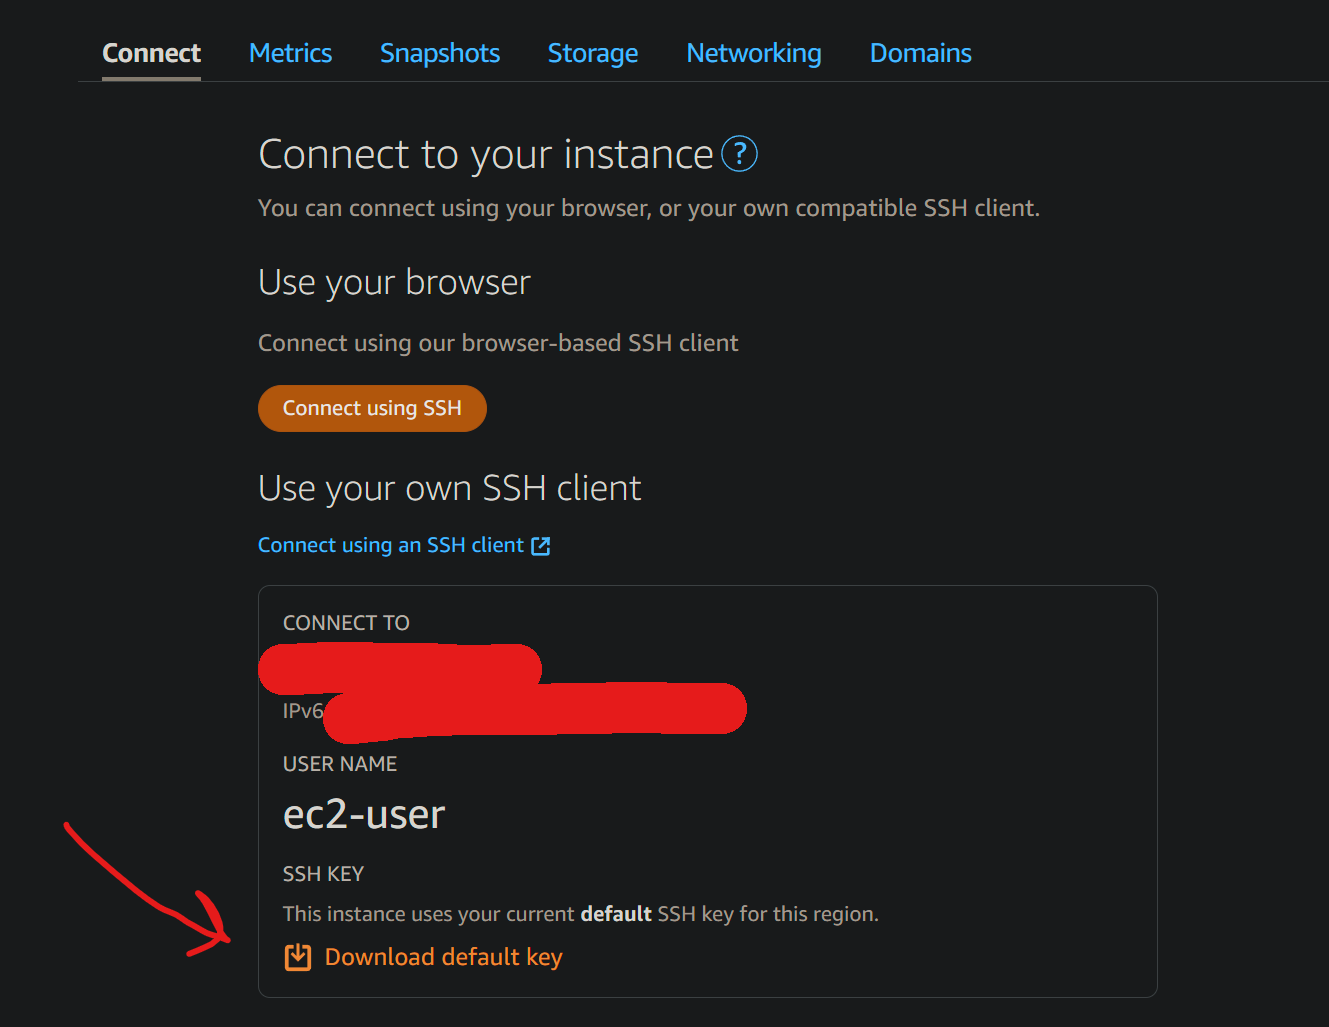 Connect Metrics Snapshots Storage Networking Domains
Connect to your instance ?
You can connect using your browser, or your own compatible SSH client.
Use your browser
Connect using our browser-based SSH client
Connect using SSH
Use your own SSH client
Connect using an SSH client
CONNECT TO
IPv6
USER NAME
ec2-user
SSH KEY
This instance uses your current default SSH key for this region.
Download default key